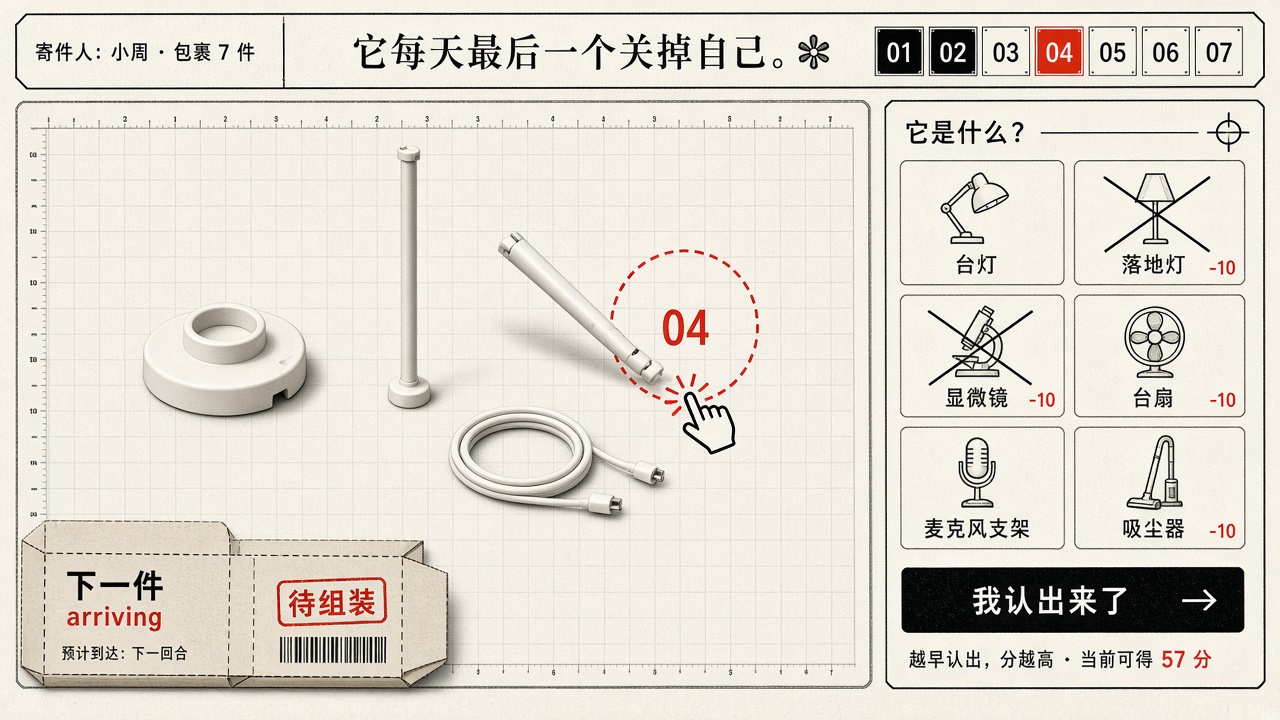 寄件人：小周 · 包裹 7 件
它每天最后一个关掉自己。
01 02 03 04 05 06 07
04
下一件
arriving
预计到达：下一回合
待组装
它是什么？
台灯
落地灯 -10
显微镜 -10
台扇 -10
麦克风支架
吸尘器 -10
我认出来了
越早认出，分越高 · 当前可得 57 分